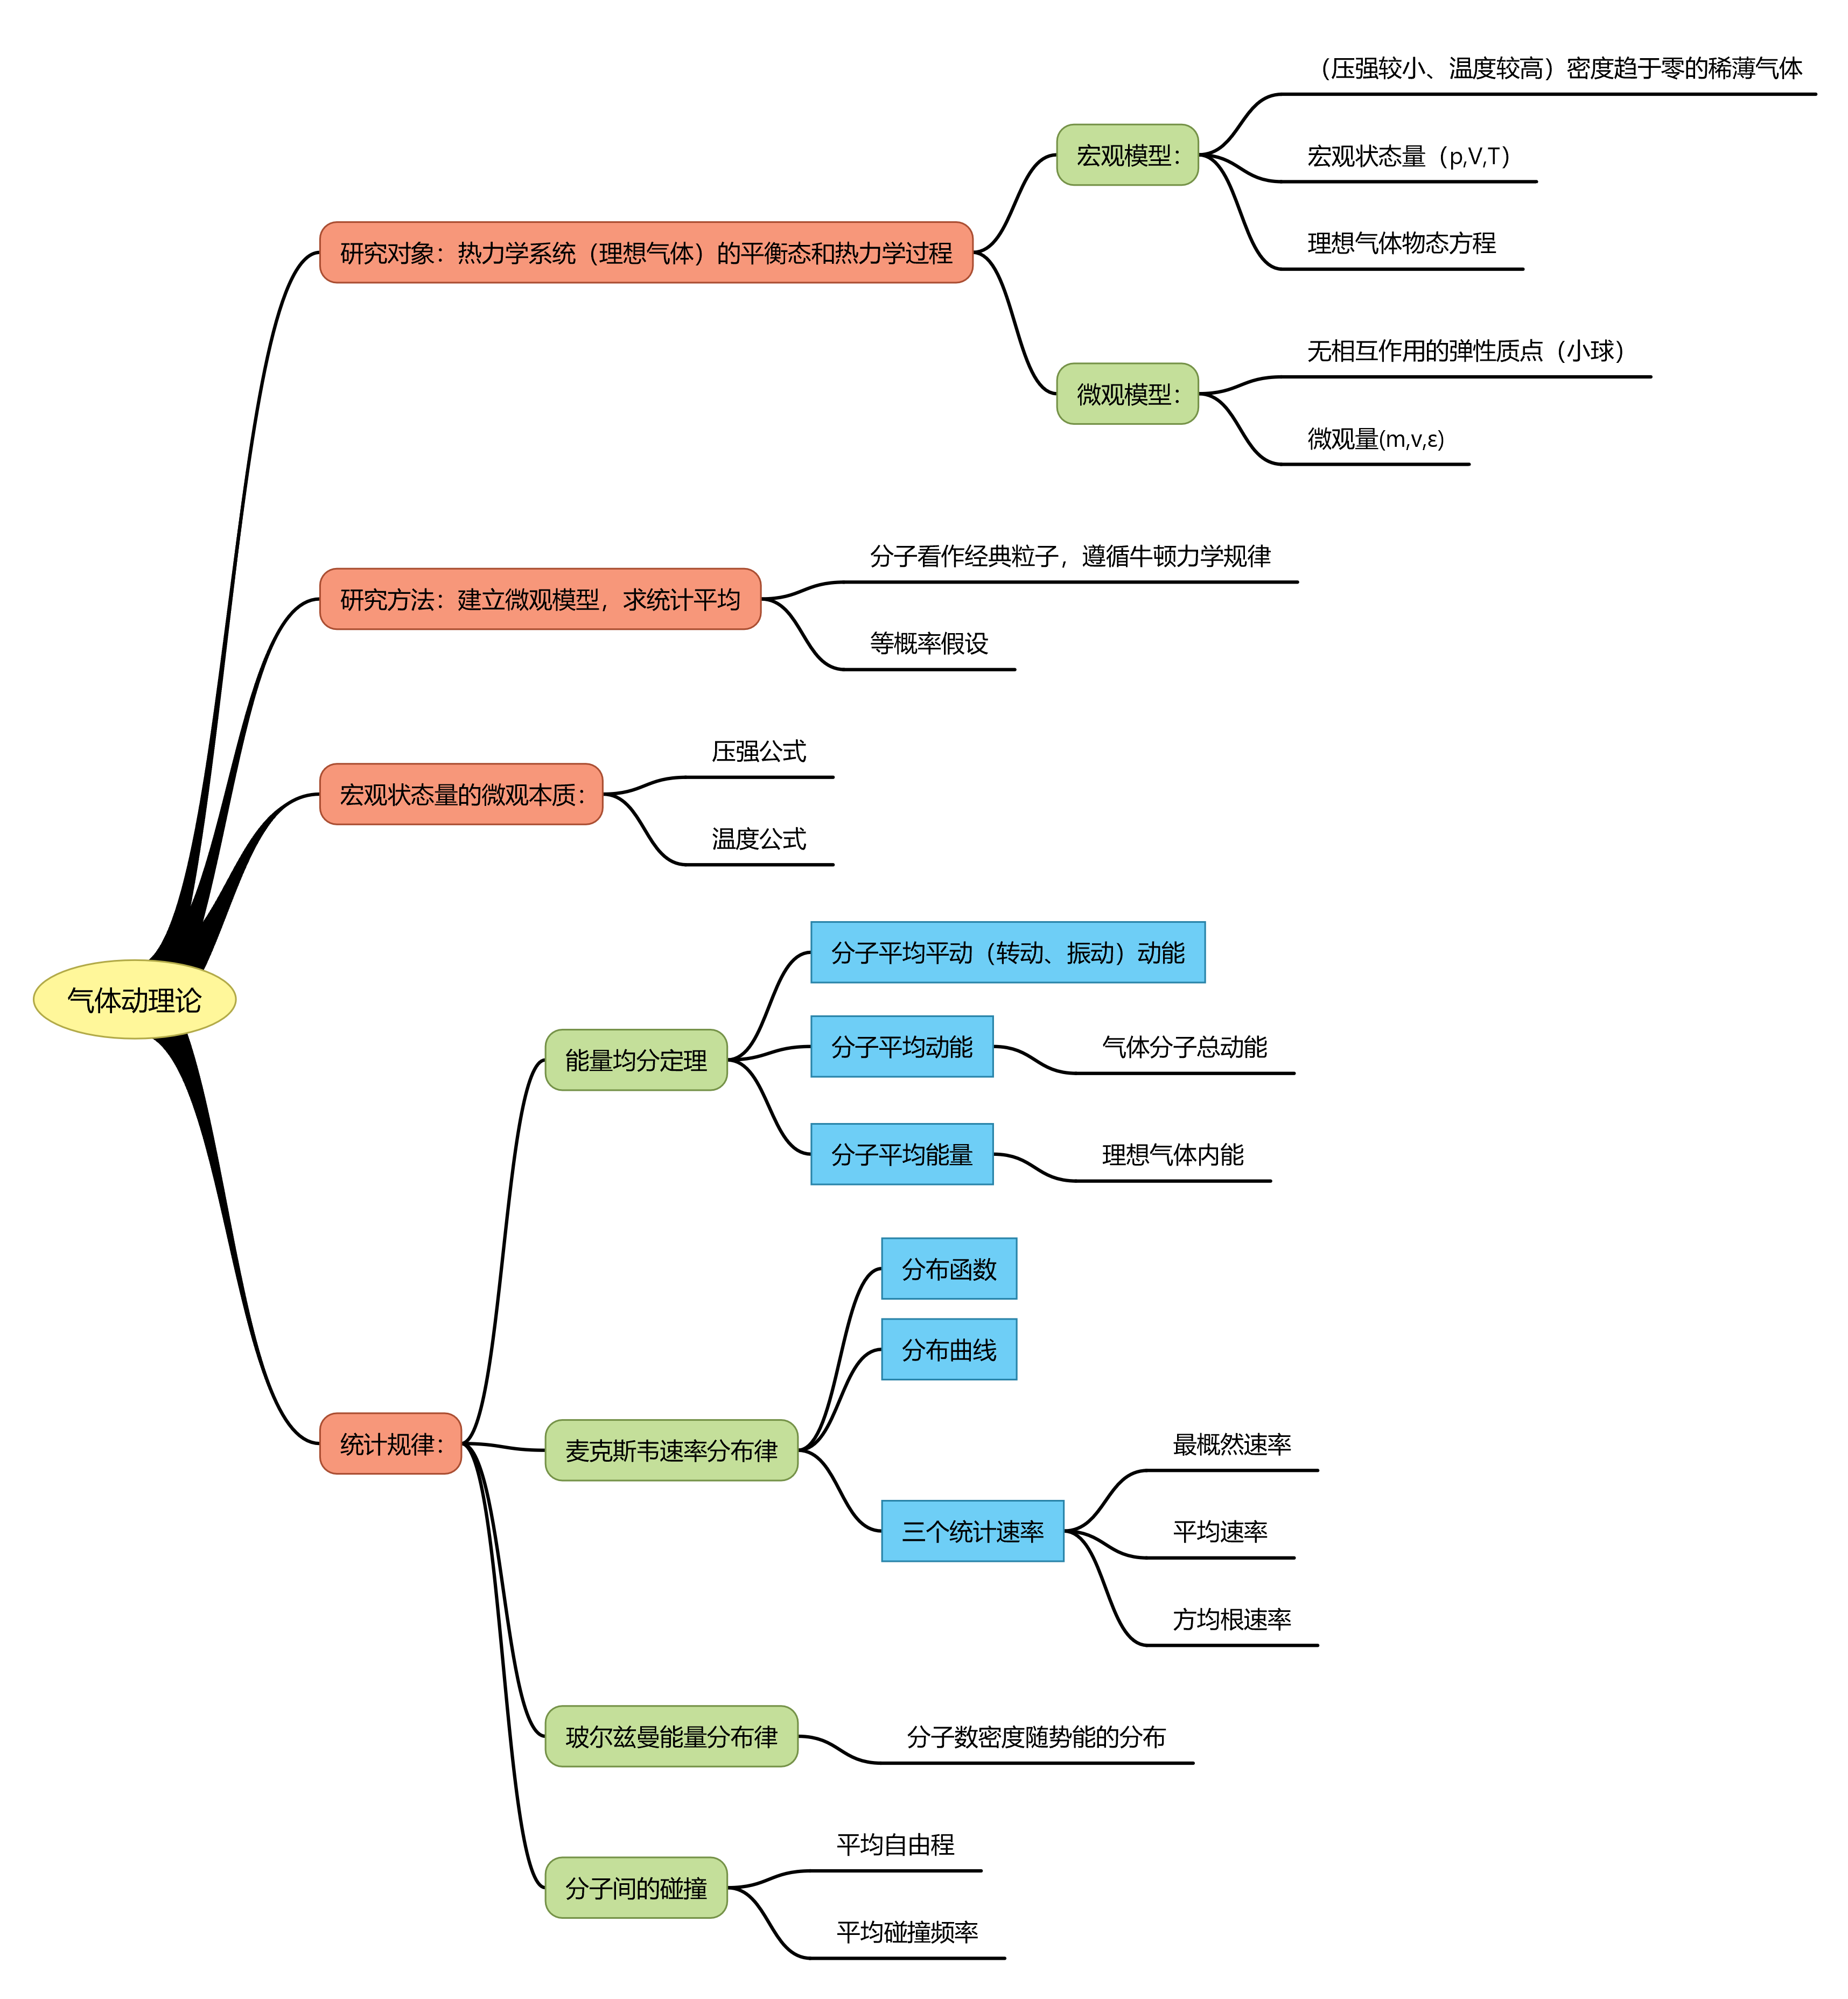 气体动理论
研究对象：热力学系统（理想气体）的平衡态和热力学过程
宏观模型：
（压强较小、温度较高）密度趋于零的稀薄气体
宏观状态量（p,V,T）
理想气体物态方程
微观模型：
无相互作用的弹性质点（小球）
微观量(m,v,ε)
研究方法：建立微观模型，求统计平均
分子看作经典粒子，遵循牛顿力学规律
等概率假设
宏观状态量的微观本质：
压强公式
温度公式
统计规律：
能量均分定理
分子平均平动（转动、振动）动能
分子平均动能
气体分子总动能
分子平均能量
理想气体内能
麦克斯韦速率分布律
分布函数
分布曲线
三个统计速率
最概然速率
平均速率
方均根速率
玻尔兹曼能量分布律
分子数密度随势能的分布
分子间的碰撞
平均自由程
平均碰撞频率